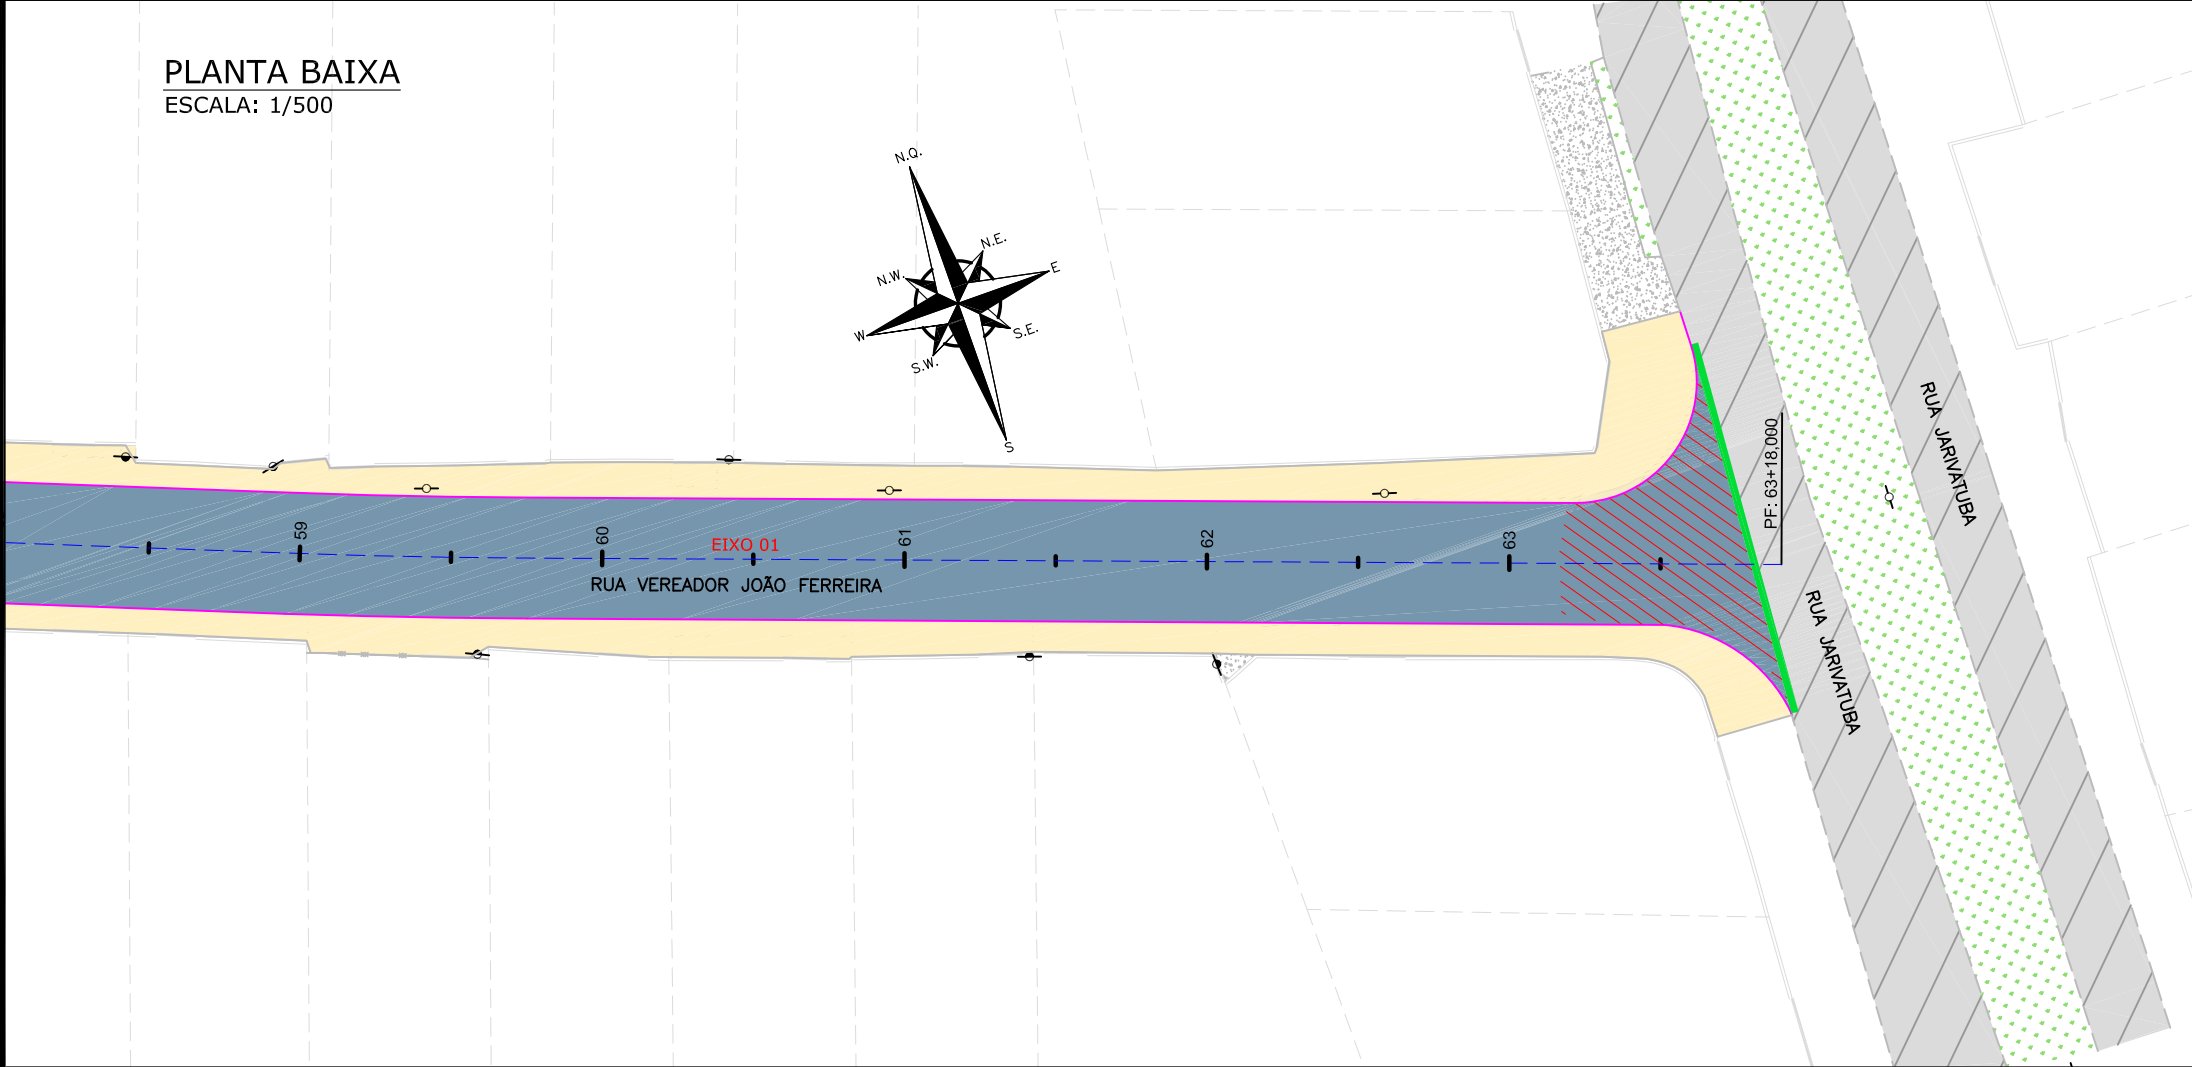 PLANTA BAIXA
ESCALA: 1/500
N.Q.
N.E.
N.W.
E
W
S.E.
S.W.
S
RUA JARIVATUBA
PF: 63+18,000
59
60
EIXO 01
61
62
63
RUA VEREADOR JOÃO FERREIRA
RUA JARIVATUBA